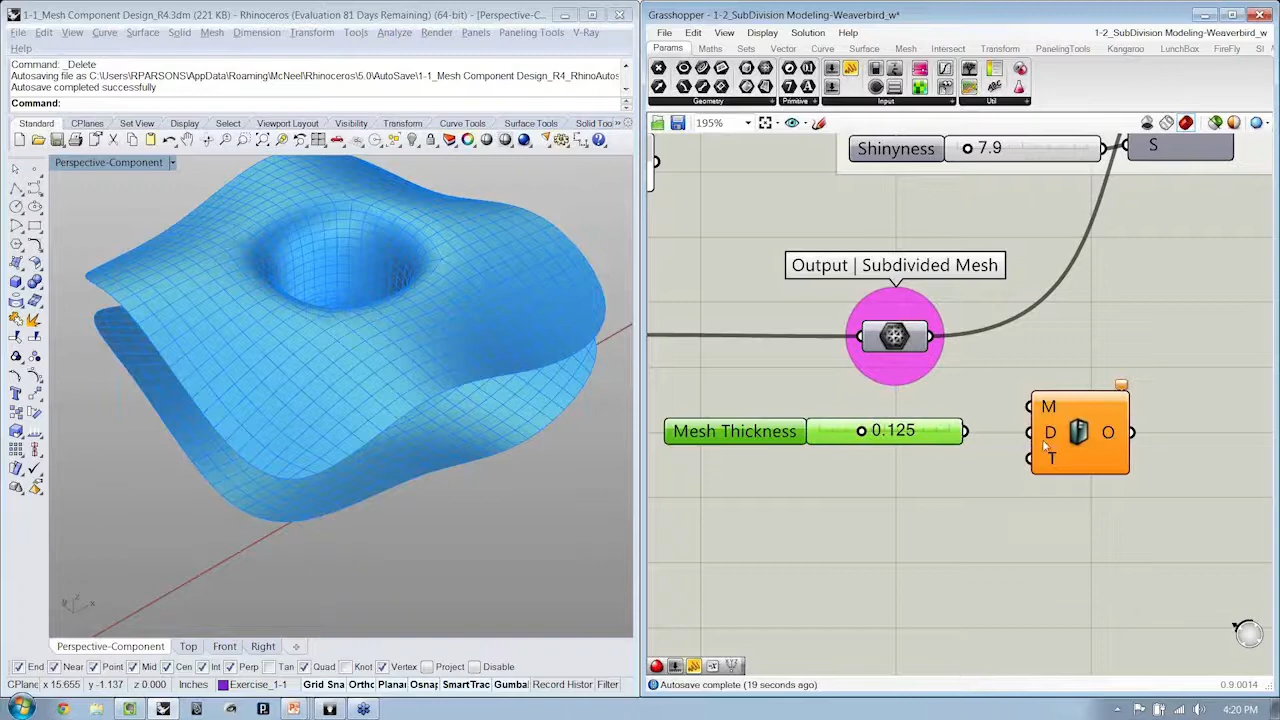 1-1_Mesh Component Design_R4.3dm (221 KB) - Rhinoceros (Evaluation 81 Days Remaining) (64-bit) - [Perspective-C...
File Edit View Curve Surface Solid Mesh Dimension Transform Tools Analyze Render Panels Paneling Tools V-Ray
Help
Command: _Delete
Autosaving file as C:\Users\RPARSONS\AppData\Roaming\McNeel\Rhinoceros\5.0\AutoSave\1-1_Mesh Component Design_R4_RhinoAutos
Autosave completed successfully
Command:
Standard CPlanes Set View Display Select Viewport Layout Visibility Transform Curve Tools Surface Tools Solid Too
Perspective-Component
z
y
x
Perspective-Component Top Front Right
End Near Point Mid Cen Int Perp Tan Quad Knot Vertex Project Disable
CPlane x 15.655 y -1.137 z 0.000 Inches Exercise_1-1 Grid Sna Ortho Planar Osnap SmartTrac Gumba Record Histor Filter
Grasshopper - 1-2_SubDivision Modeling-Weaverbird_w*
File Edit View Display Solution Help
1-2_SubDivision Modeling-Weaverbird_w*
Params Maths Sets Vector Curve Surface Mesh Intersect Transform PanelingTools Kangaroo LunchBox FireFly
Geometry Primitive Input Util
195%
Shinyness 7.9
S
Output | Subdivided Mesh
Mesh Thickness 0.125
M
D O
T
Autosave complete (19 seconds ago)
0.9.0014
4:20 PM